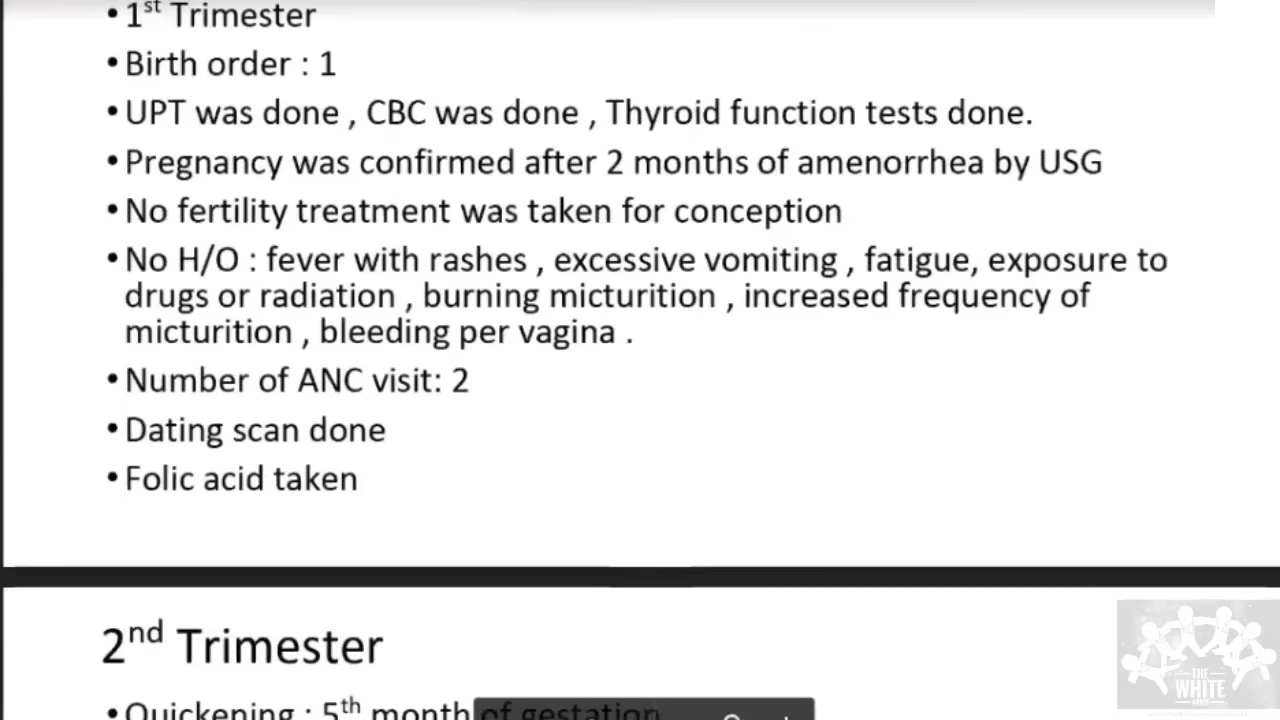 • 1st Trimester
• Birth order : 1
• UPT was done , CBC was done , Thyroid function tests done.
• Pregnancy was confirmed after 2 months of amenorrhea by USG
• No fertility treatment was taken for conception
• No H/O : fever with rashes , excessive vomiting , fatigue, exposure to
drugs or radiation , burning micturition , increased frequency of
micturition , bleeding per vagina .
• Number of ANC visit: 2
• Dating scan done
• Folic acid taken
2nd Trimester
• Quickening : 5th month of gestation
THE
WHITE
ARMY